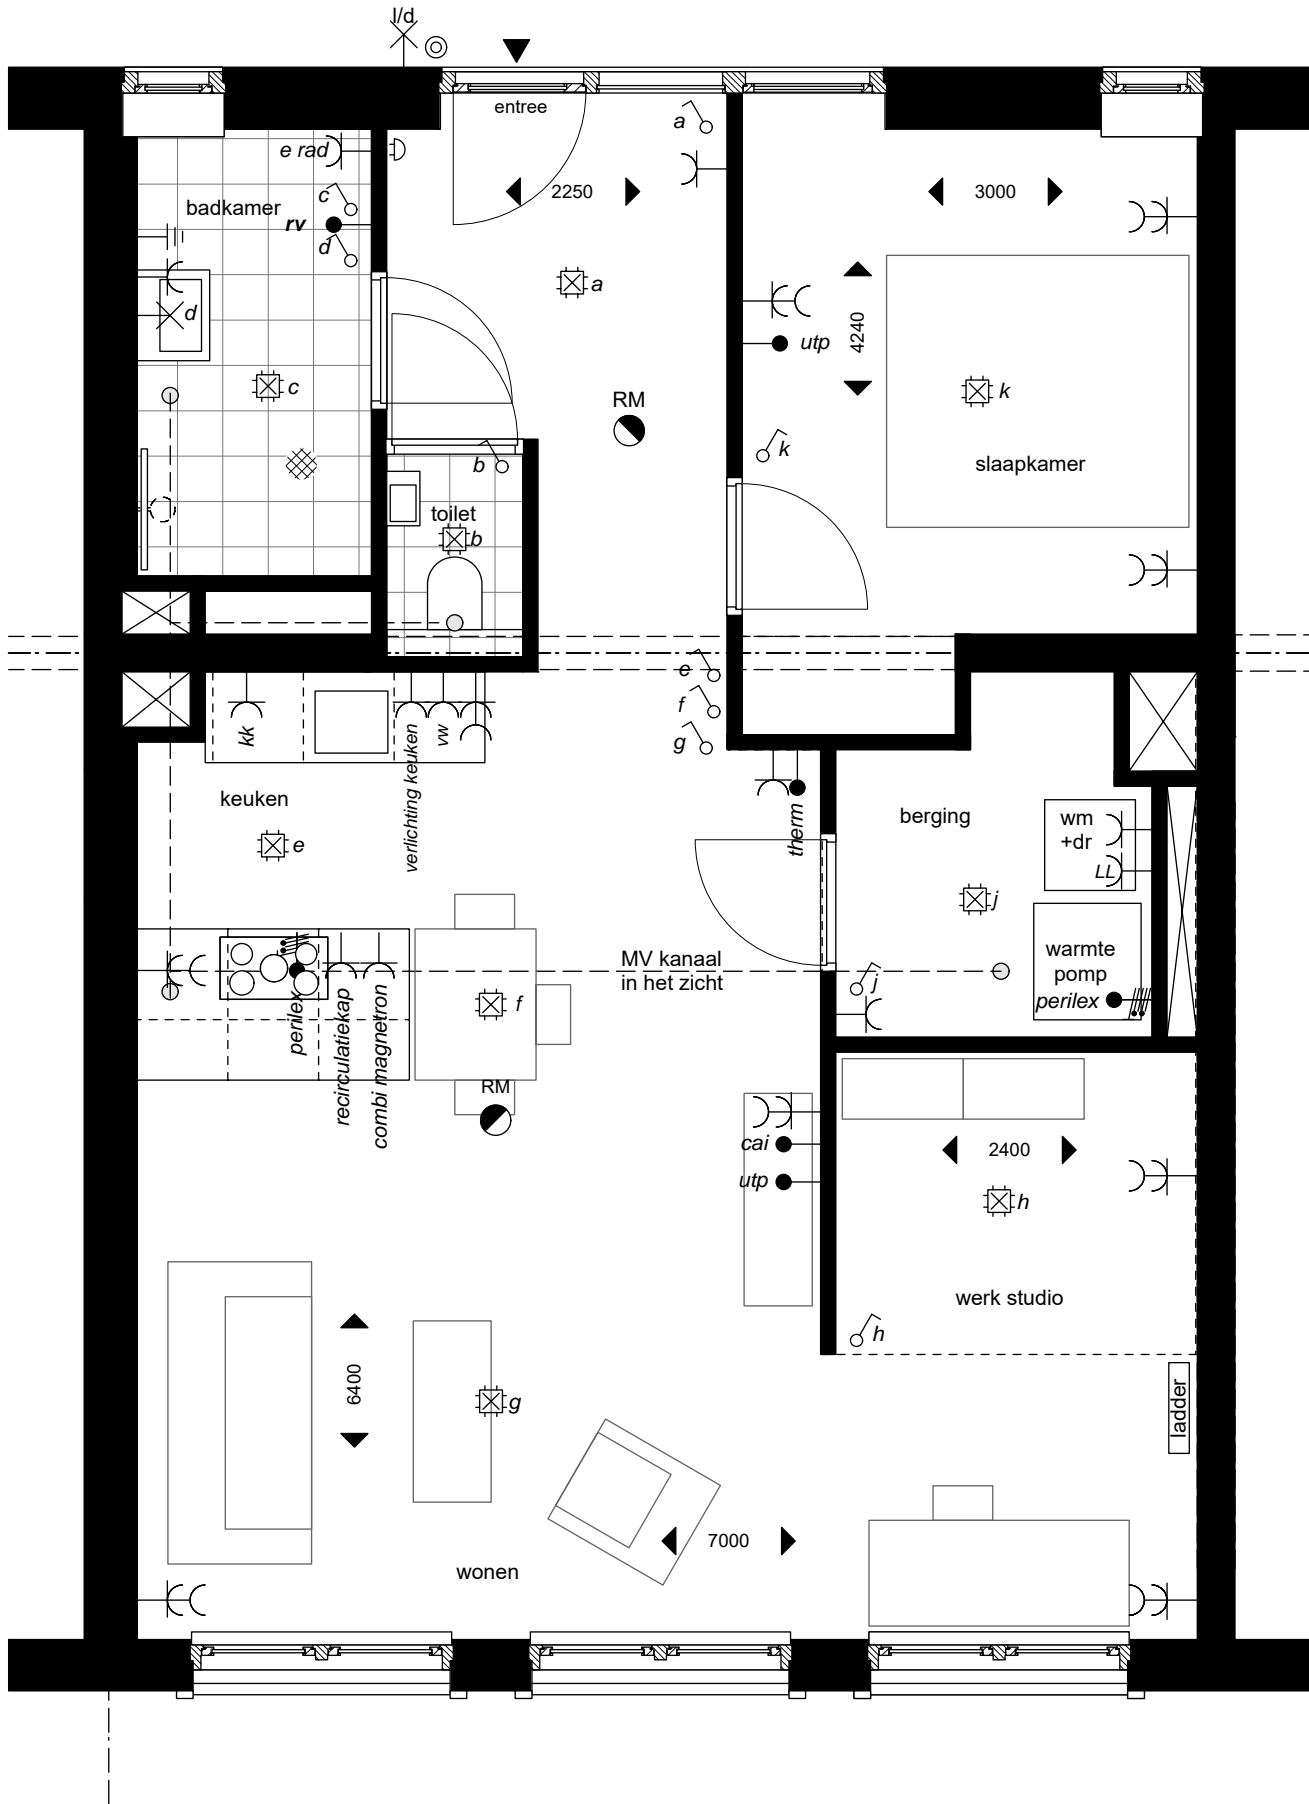 l/d
entree
a
e rad
c
badkamer
rv
d
2250
3000
a
d
4240
utp
c
k
RM
k
b
slaapkamer
toilet
b
e
f
g
kk
verlichting keuken
vw
keuken
therm
berging
wm
+dr
e
LL
j
MV kanaal
in het zicht
warmte
pomp
perilex
j
f
perilex
recirculatiekap
combi magnetron
RM
cai
utp
2400
h
werk studio
h
6400
g
ladder
7000
wonen